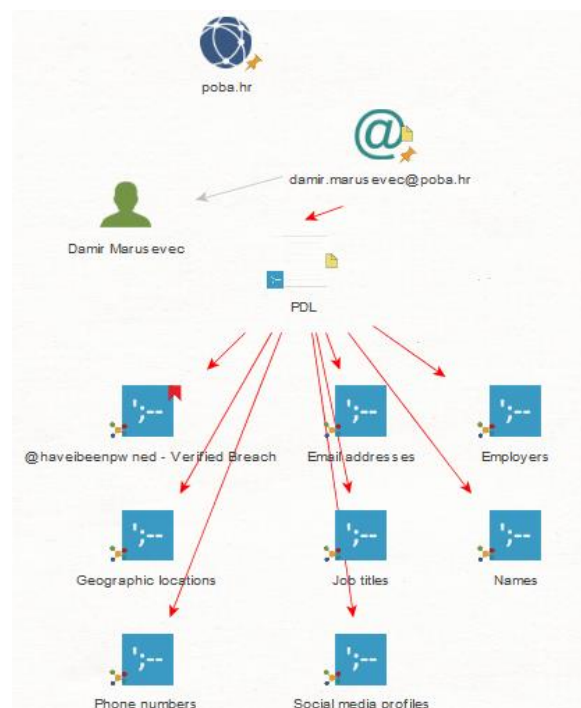 poba.hr
damir.marusevec@poba.hr
Damir Marusevec
PDL
@haveibeenpwned - Verified Breach
Email addresses
Employers
Geographic locations
Job titles
Names
Phone numbers
Social media profiles